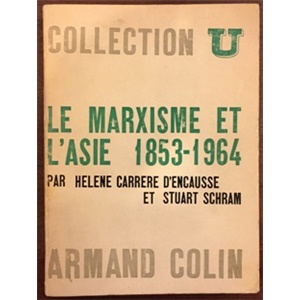 COLLECTION U
LE MARXISME ET
L'ASIE 1853-1964
PAR HELENE CARRERE D'ENCAUSSE
ET STUART SCHRAM
ARMAND COLIN